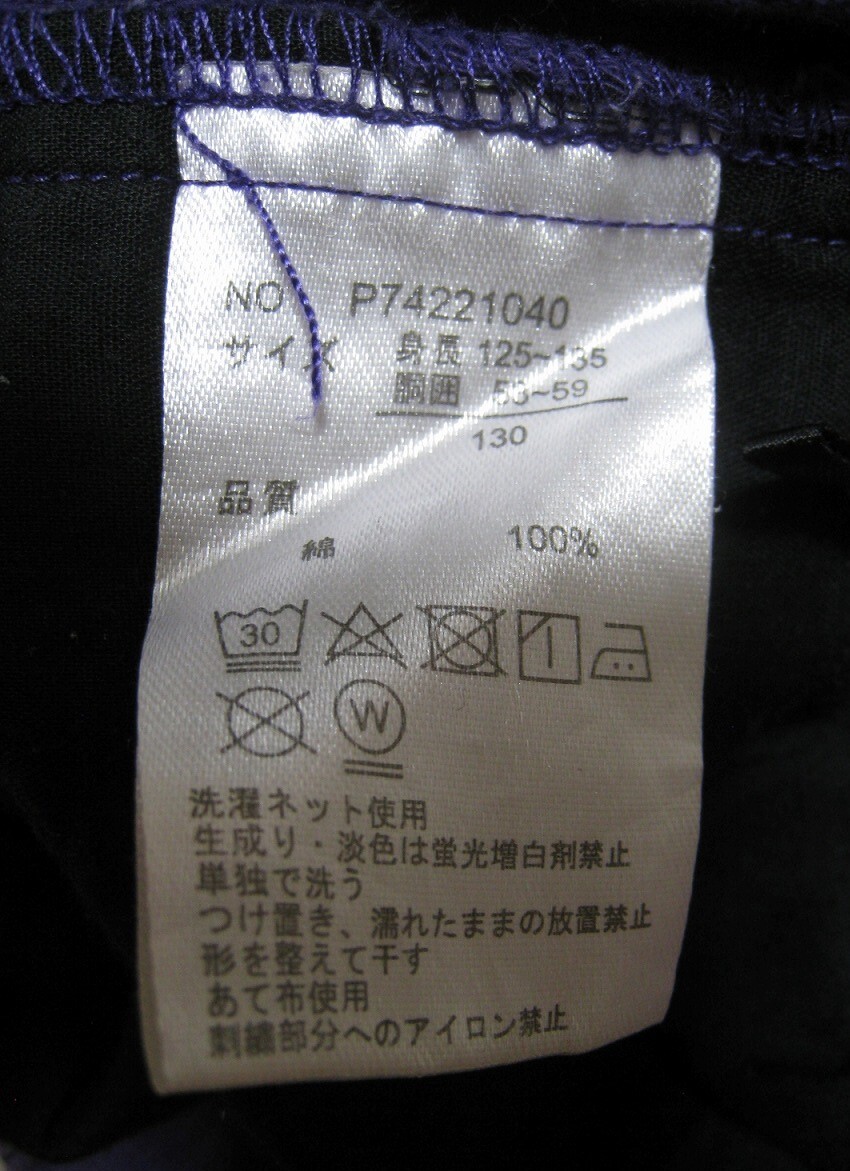 NO P74221040
サイズ 身長 125~135
胴囲 53~59
130
品質
綿 100%
30
W
洗濯ネット使用
生成り・淡色は蛍光増白剤禁止
単独で洗う
つけ置き、濡れたままの放置禁止
形を整えて干す
あて布使用
刺繍部分へのアイロン禁止